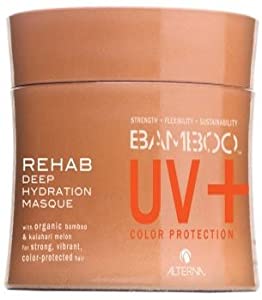 STRENGTH • FLEXIBILITY • SUSTAINABILITY
BAMBOO™
UV+
COLOR PROTECTION
REHAB
DEEP
HYDRATION
MASQUE
with organic bamboo
& kalahari melon
for strong, vibrant,
color-protected hair
ALTERNA